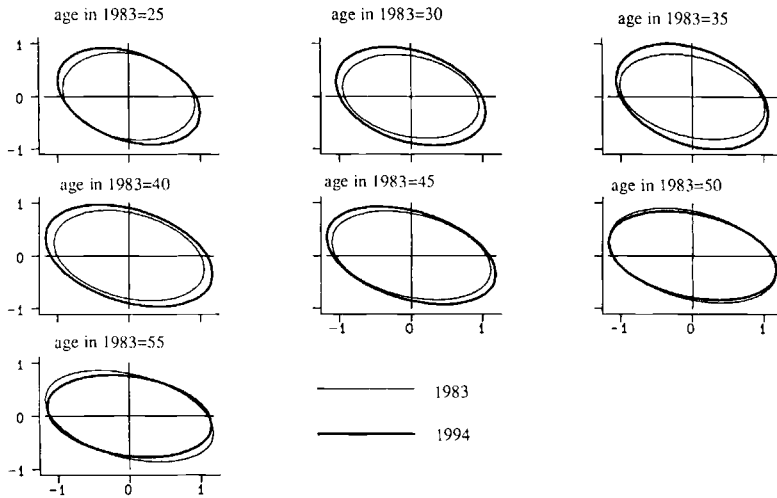 age in 1983=25
age in 1983=30
age in 1983=35
1
0
-1
age in 1983=40
age in 1983=45
age in 1983=50
1
0
-1
-1 0 1
-1 0 1
age in 1983=55
1
0
-1
-1 0 1
1983
1994